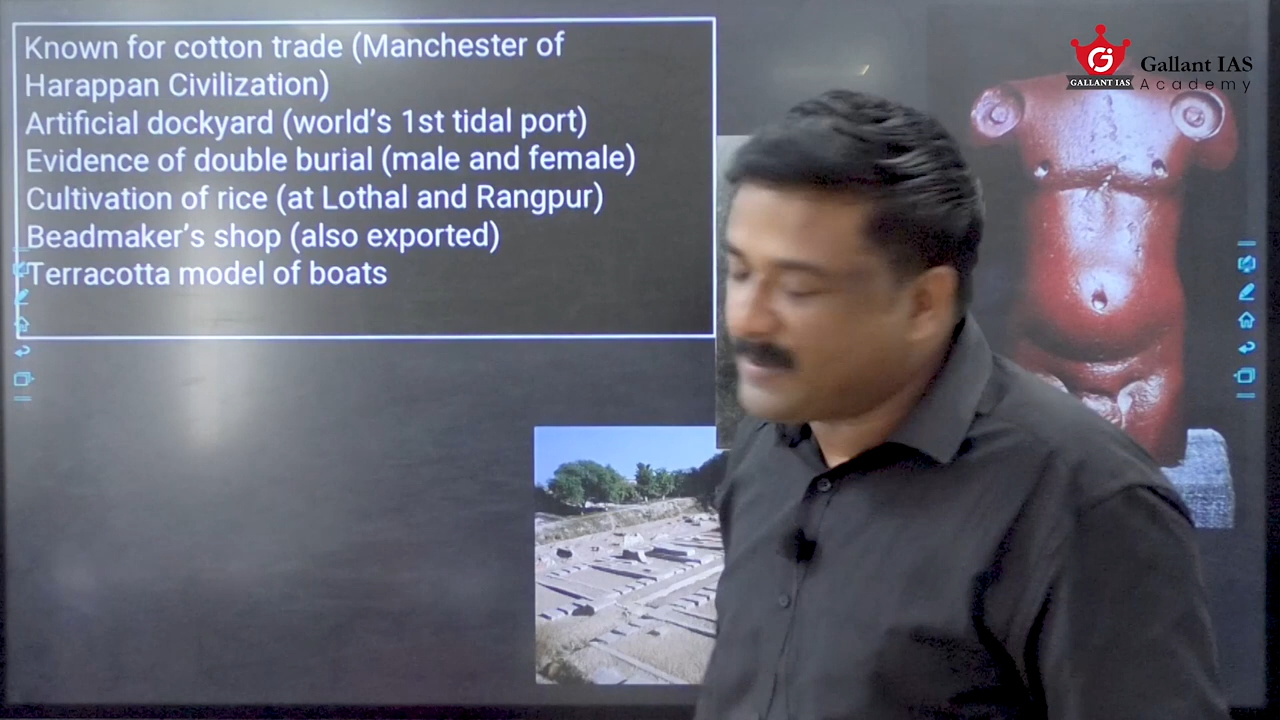 Known for cotton trade (Manchester of
Harappan Civilization)
Artificial dockyard (world's 1st tidal port)
Evidence of double burial (male and female)
Cultivation of rice (at Lothal and Rangpur)
Beadmaker's shop (also exported)
Terracotta model of boats
Gallant IAS
Academy
GALLANT IAS